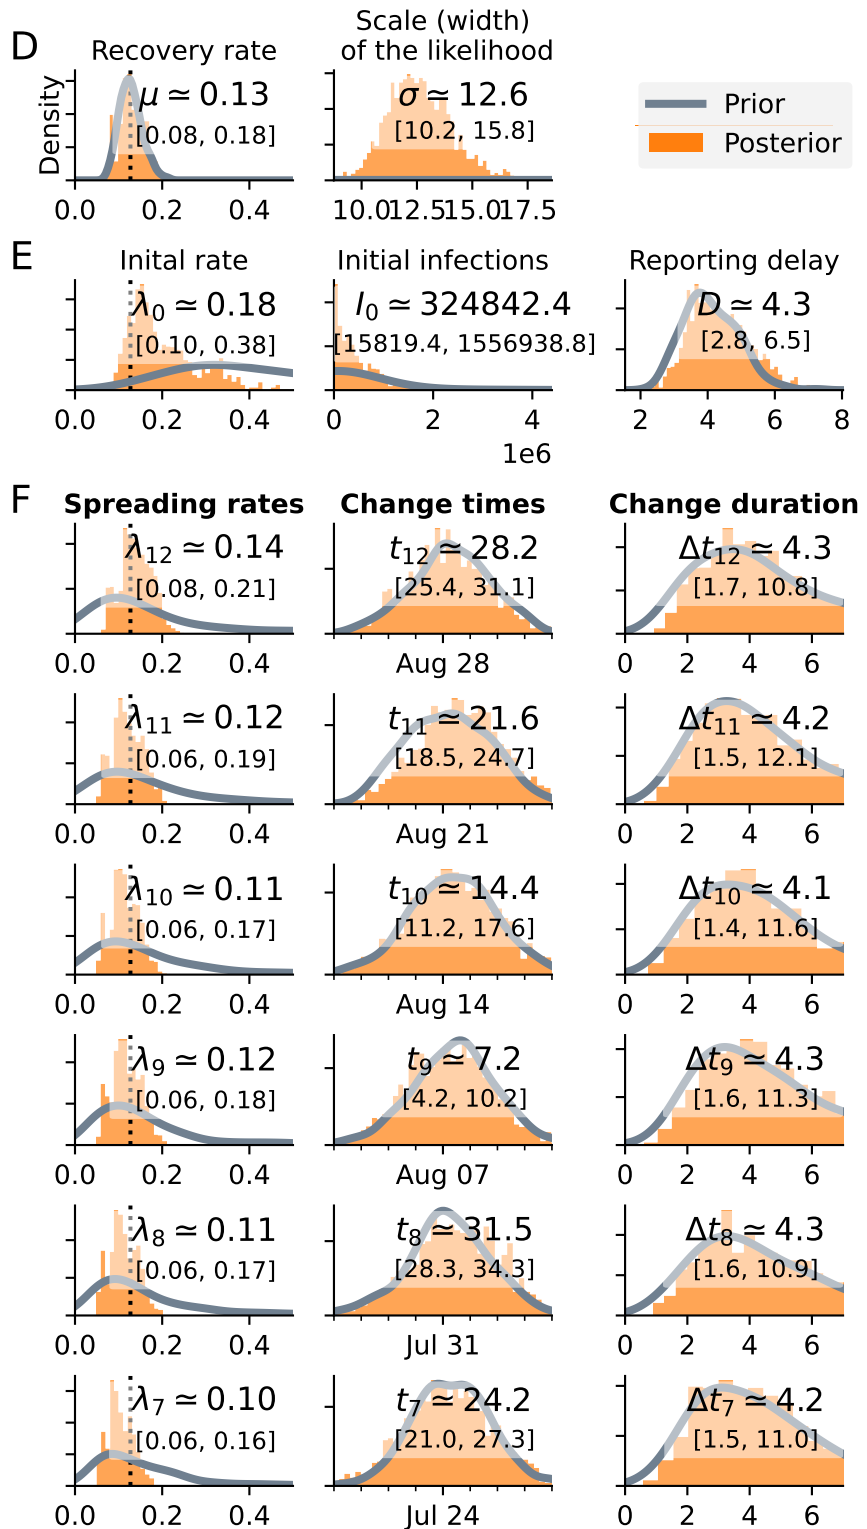 D
Recovery rate
Scale (width)
of the likelihood
Density
μ ≃ 0.13
[0.08, 0.18]
0.0 0.2 0.4
σ ≃ 12.6
[10.2, 15.8]
10.0 12.5 15.0 17.5
Prior
Posterior
E
Inital rate
Initial infections
Reporting delay
λ₀ ≃ 0.18
[0.10, 0.38]
0.0 0.2 0.4
I₀ ≃ 324842.4
[15819.4, 1556938.8]
0 2 4
1e6
D ≃ 4.3
[2.8, 6.5]
2 4 6 8
F
Spreading rates
Change times
Change duration
λ₁₂ ≃ 0.14
[0.08, 0.21]
0.0 0.2 0.4
t₁₂ ≃ 28.2
[25.4, 31.1]
Aug 28
Δt₁₂ ≃ 4.3
[1.7, 10.8]
0 2 4 6
λ₁₁ ≃ 0.12
[0.06, 0.19]
0.0 0.2 0.4
t₁₁ ≃ 21.6
[18.5, 24.7]
Aug 21
Δt₁₁ ≃ 4.2
[1.5, 12.1]
0 2 4 6
λ₁₀ ≃ 0.11
[0.06, 0.17]
0.0 0.2 0.4
t₁₀ ≃ 14.4
[11.2, 17.6]
Aug 14
Δt₁₀ ≃ 4.1
[1.4, 11.6]
0 2 4 6
λ₉ ≃ 0.12
[0.06, 0.18]
0.0 0.2 0.4
t₉ ≃ 7.2
[4.2, 10.2]
Aug 07
Δt₉ ≃ 4.3
[1.6, 11.3]
0 2 4 6
λ₈ ≃ 0.11
[0.06, 0.17]
0.0 0.2 0.4
t₈ ≃ 31.5
[28.3, 34.3]
Jul 31
Δt₈ ≃ 4.3
[1.6, 10.9]
0 2 4 6
λ₇ ≃ 0.10
[0.06, 0.16]
0.0 0.2 0.4
t₇ ≃ 24.2
[21.0, 27.3]
Jul 24
Δt₇ ≃ 4.2
[1.5, 11.0]
0 2 4 6